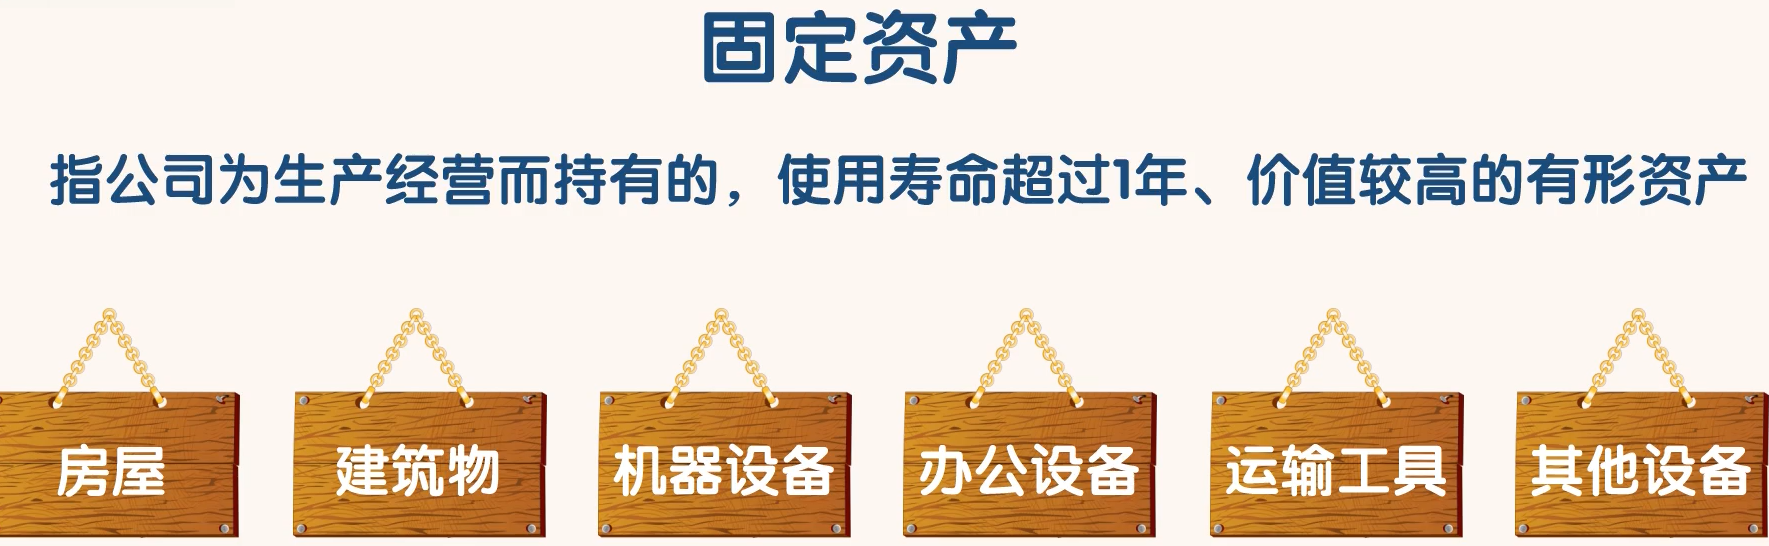 固定资产
指公司为生产经营而持有的，使用寿命超过1年、价值较高的有形资产
房屋
建筑物
机器设备
办公设备
运输工具
其他设备